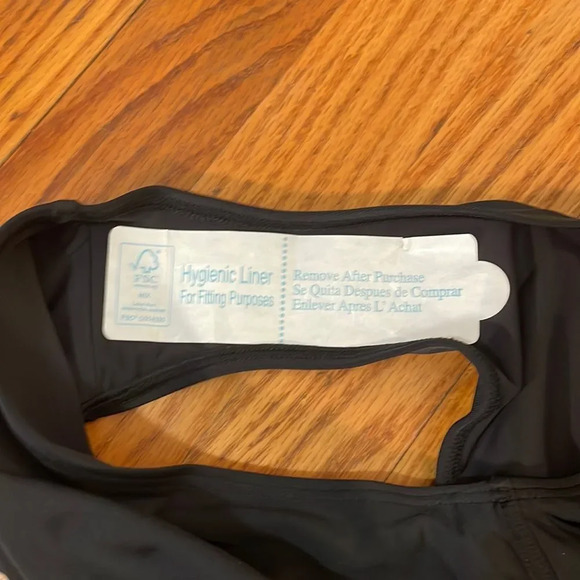 FSC
Hygienic Liner
For Fitting Purposes
Remove After Purchase
Se Quita Despues de Comprar
Enlever Apres L' Achat